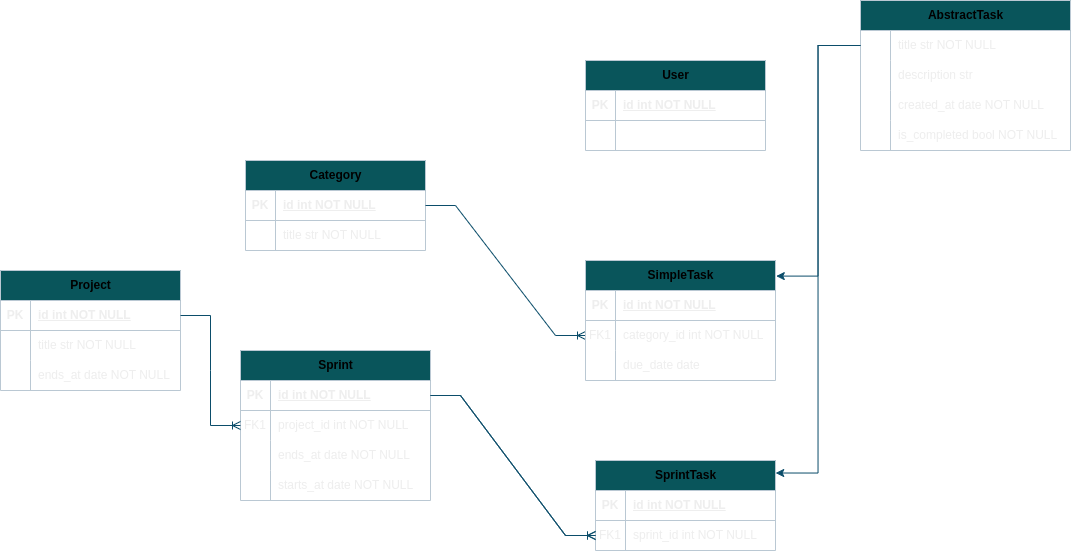 AbstractTask
title str NOT NULL
description str
created_at date NOT NULL
is_completed bool NOT NULL
User
PK id int NOT NULL
Category
PK id int NOT NULL
title str NOT NULL
Project
PK id int NOT NULL
title str NOT NULL
ends_at date NOT NULL
SimpleTask
PK id int NOT NULL
FK1 category_id int NOT NULL
due_date date
Sprint
PK id int NOT NULL
FK1 project_id int NOT NULL
ends_at date NOT NULL
starts_at date NOT NULL
SprintTask
PK id int NOT NULL
FK1 sprint_id int NOT NULL